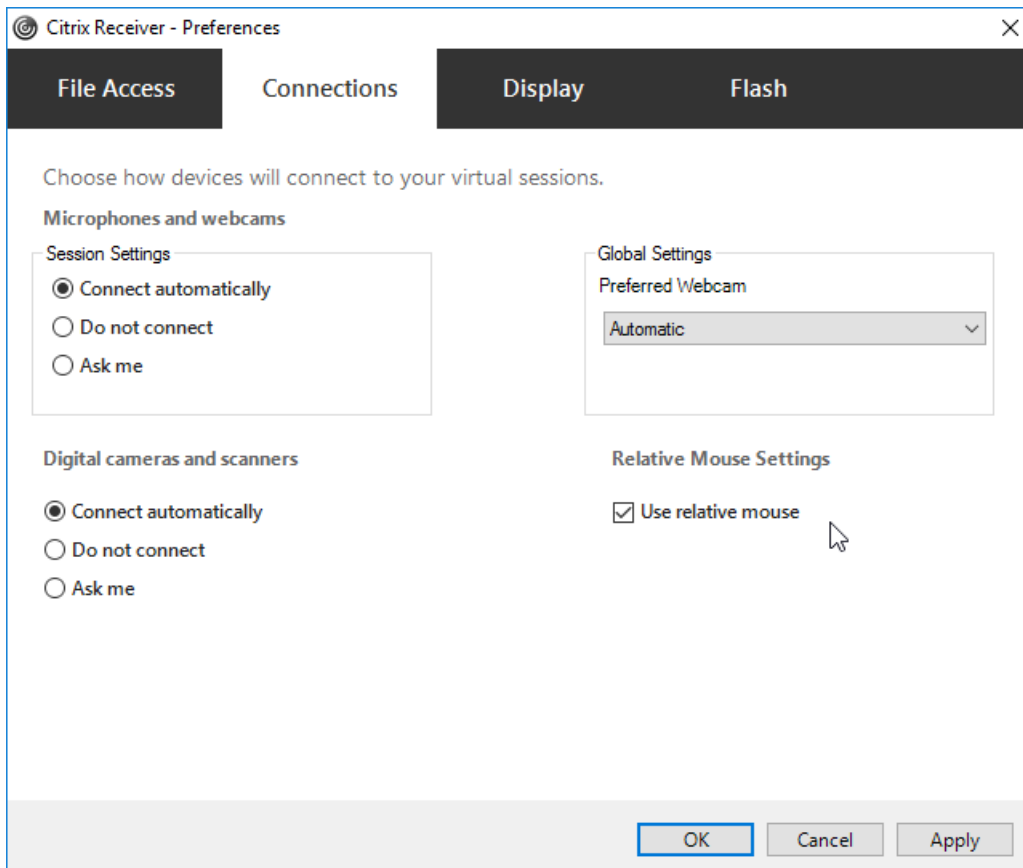 Citrix Receiver - Preferences
File Access
Connections
Display
Flash
Choose how devices will connect to your virtual sessions.
Microphones and webcams
Session Settings
Connect automatically
Do not connect
Ask me
Global Settings
Preferred Webcam
Automatic
Digital cameras and scanners
Connect automatically
Do not connect
Ask me
Relative Mouse Settings
Use relative mouse
OK
Cancel
Apply